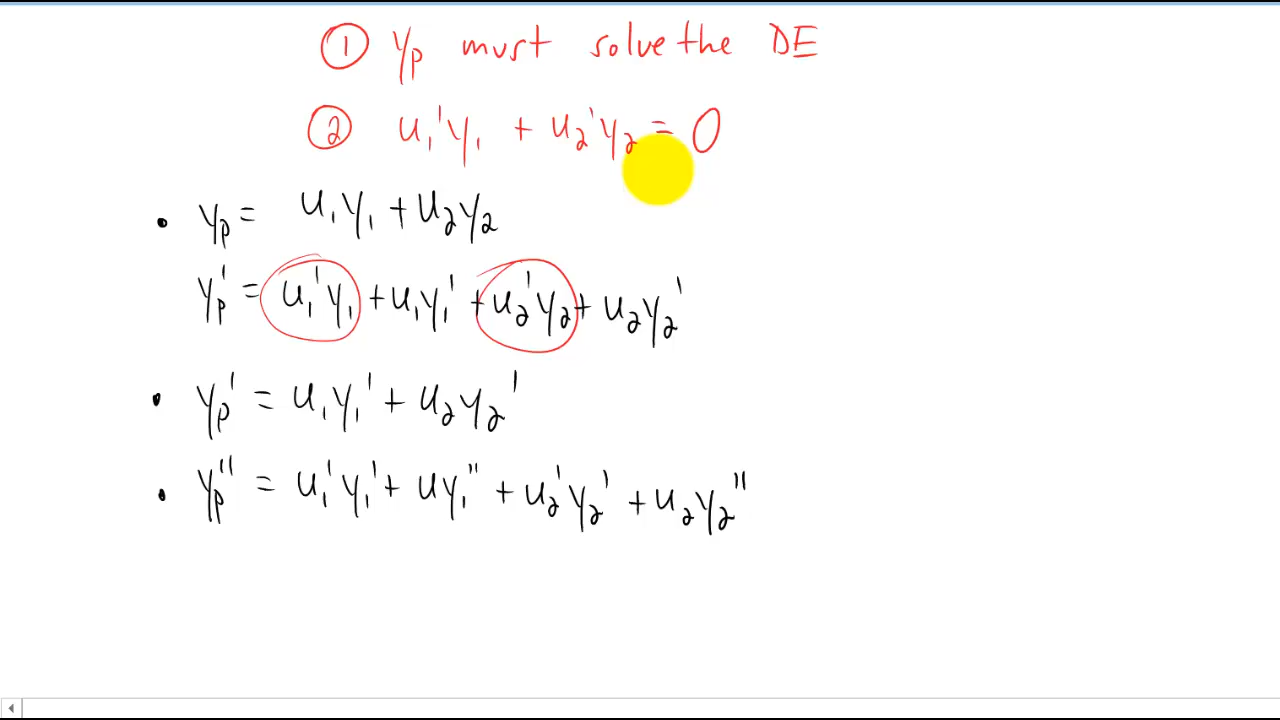 ① yₚ must solve the DE
② u₁'y₁ + u₂'y₂ = 0
• yₚ = u₁y₁ + u₂y₂
yₚ' = u₁'y₁ + u₁y₁' + u₂'y₂ + u₂y₂'
• yₚ' = u₁y₁' + u₂y₂'
• yₚ'' = u₁'y₁' + uy₁'' + u₂'y₂' + u₂y₂''